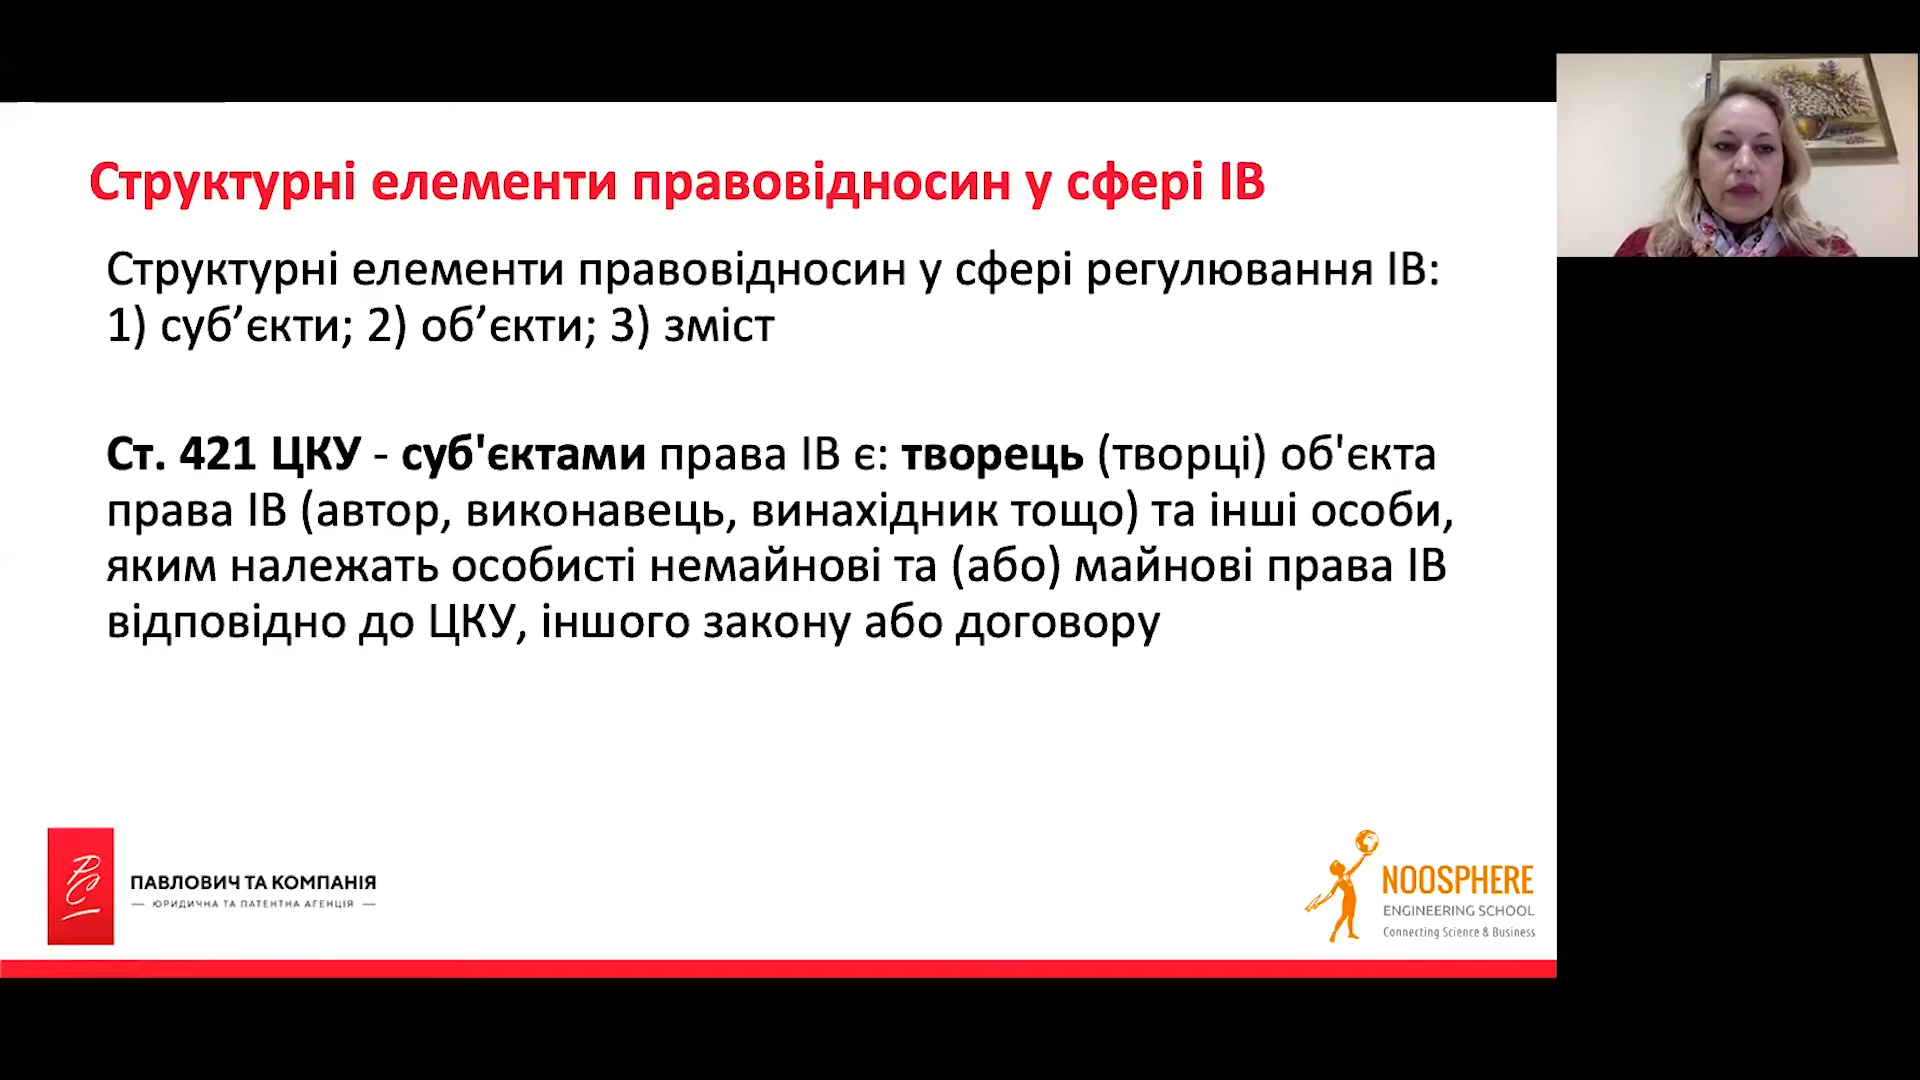 Структурні елементи правовідносин у сфері ІВ
Структурні елементи правовідносин у сфері регулювання ІВ:
1) суб’єкти; 2) об’єкти; 3) зміст
Ст. 421 ЦКУ - суб'єктами права ІВ є: творець (творці) об'єкта
права ІВ (автор, виконавець, винахідник тощо) та інші особи,
яким належать особисті немайнові та (або) майнові права ІВ
відповідно до ЦКУ, іншого закону або договору
ПАВЛОВИЧ ТА КОМПАНІЯ
— ЮРИДИЧНА ТА ПАТЕНТНА АГЕНЦІЯ —
NOOSPHERE
ENGINEERING SCHOOL
Connecting Science & Business